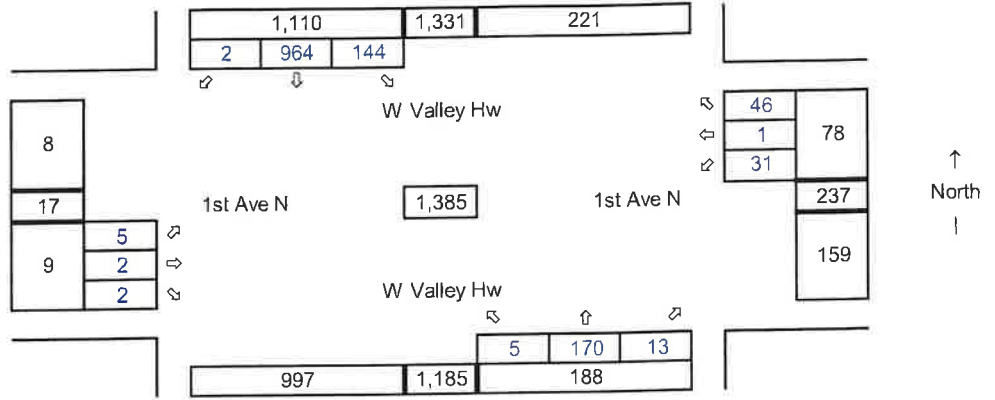 1,110 1,331 221
2 964 144
W Valley Hw
46
1
31
78
237
159
8
17
9
5
2
2
1st Ave N 1,385 1st Ave N
North
W Valley Hw
5 170 13
997 1,185 188